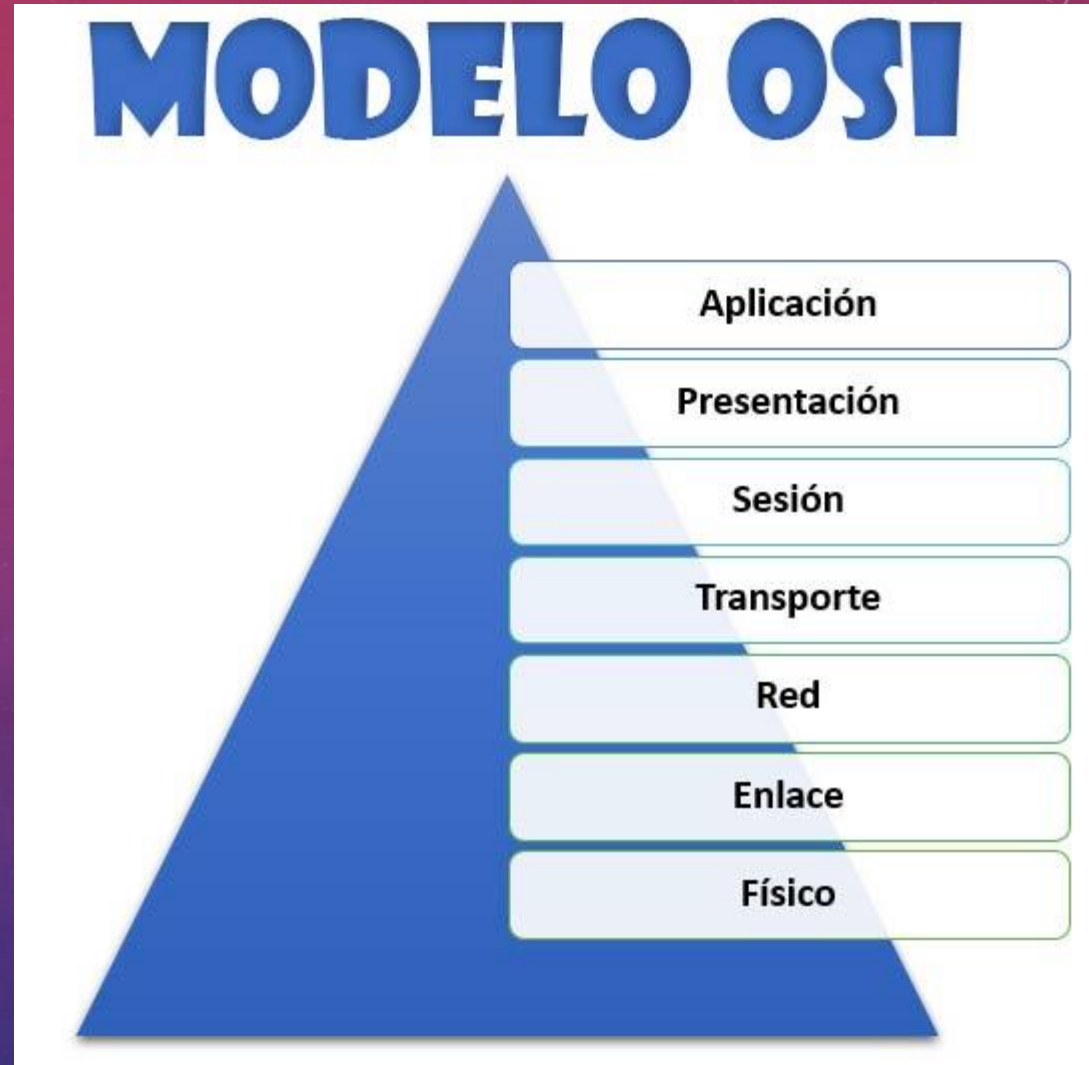 MODELO OSI
Aplicación
Presentación
Sesión
Transporte
Red
Enlace
Físico